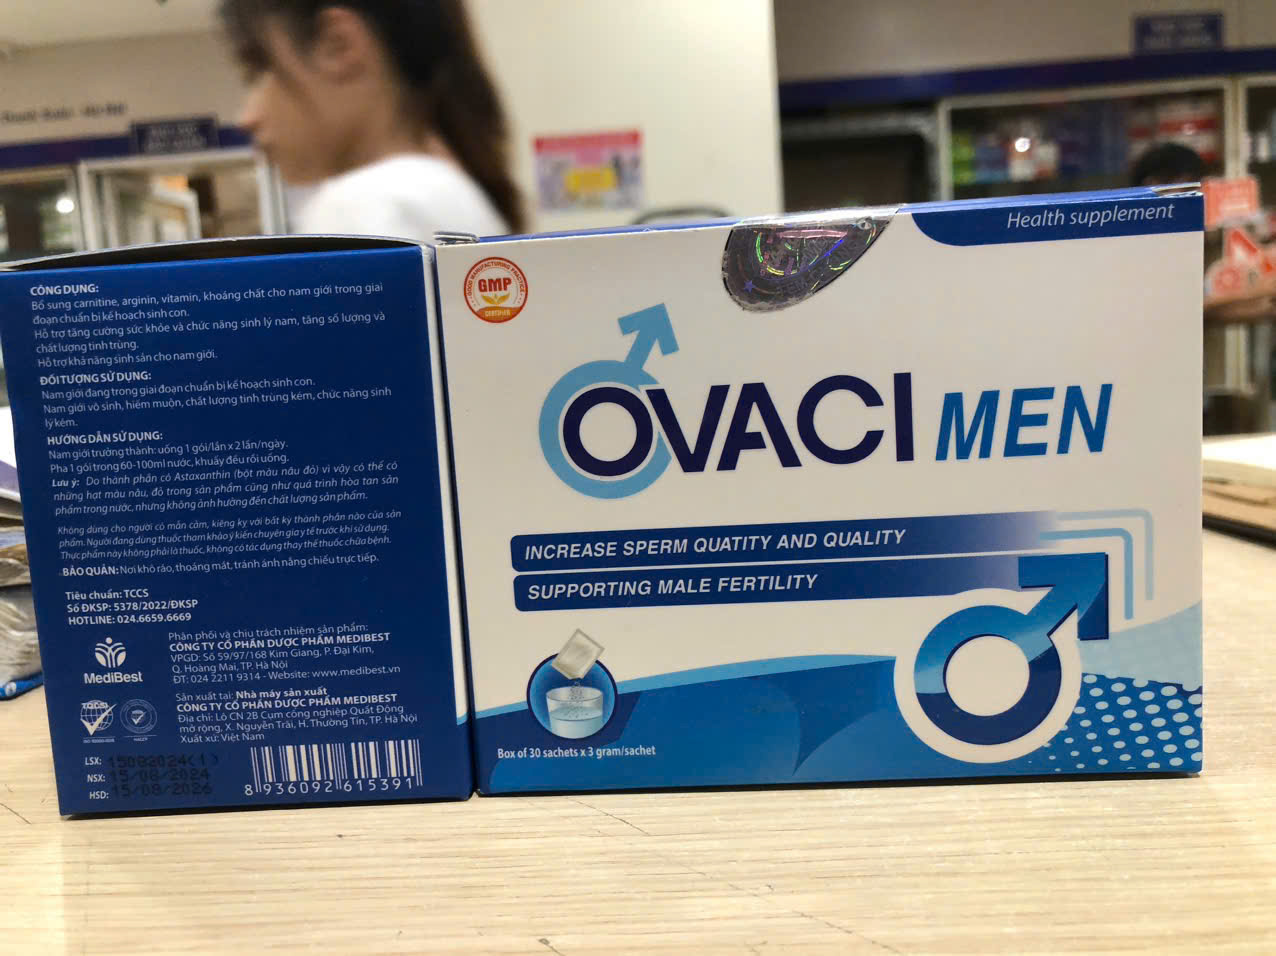 CÔNG DỤNG:
Bổ sung carnitine, arginin, vitamin, khoáng chất cho nam giới trong giai
đoạn chuẩn bị kế hoạch sinh con.
Hỗ trợ tăng cường sức khỏe và chức năng sinh lý nam, tăng số lượng và
chất lượng tinh trùng.
Hỗ trợ khả năng sinh sản cho nam giới.
ĐỐI TƯỢNG SỬ DỤNG:
Nam giới đang trong giai đoạn chuẩn bị kế hoạch sinh con.
Nam giới vô sinh, hiếm muộn, chất lượng tinh trùng kém, chức năng sinh
lý kém.
HƯỚNG DẪN SỬ DỤNG:
Nam giới trưởng thành: uống 1 gói/lần x 2 lần/ngày.
Pha 1 gói trong 60-100ml nước, khuấy đều rồi uống.
Lưu ý: Do thành phần có Astaxanthin (bột màu nâu đỏ) vì vậy có thể có
những hạt màu nâu, đỏ trong sản phẩm cũng như quá trình hòa tan sản
phẩm trong nước, nhưng không ảnh hưởng đến chất lượng sản phẩm.
Không dùng cho người có mẫn cảm, kiêng kỵ với bất kỳ thành phần nào của sản
phẩm. Người đang dùng thuốc tham khảo ý kiến chuyên gia y tế trước khi sử dụng.
Thực phẩm này không phải là thuốc, không có tác dụng thay thế thuốc chữa bệnh.
BẢO QUẢN: Nơi khô ráo, thoáng mát, tránh ánh nắng chiếu trực tiếp.
Tiêu chuẩn: TCCS
Số ĐKSP: 5378/2022/ĐKSP
HOTLINE: 024.6659.6669
MediBest
Phân phối và chịu trách nhiệm sản phẩm:
CÔNG TY CỔ PHẦN DƯỢC PHẨM MEDIBEST
VPGD: Số 59/97/168 Kim Giang, P. Đại Kim,
Q. Hoàng Mai, TP. Hà Nội
ĐT: 024 2211 9314 - Website: www.medibest.vn
Sản xuất tại: Nhà máy sản xuất
CÔNG TY CỔ PHẦN DƯỢC PHẨM MEDIBEST
Địa chỉ: Lô CN 2B Cụm công nghiệp Quất Động
mở rộng, X. Nguyễn Trãi, H. Thường Tín, TP. Hà Nội
Xuất xứ: Việt Nam
LSX: 15082024(1)
NSX: 15/08/2024
HSD: 15/08/2026
8 936092 615391
Health supplement
GOOD MANUFACTURING PRACTICE
GMP
CERTIFIED
OVACI MEN
INCREASE SPERM QUATITY AND QUALITY
SUPPORTING MALE FERTILITY
Box of 30 sachets x 3 gram/sachet